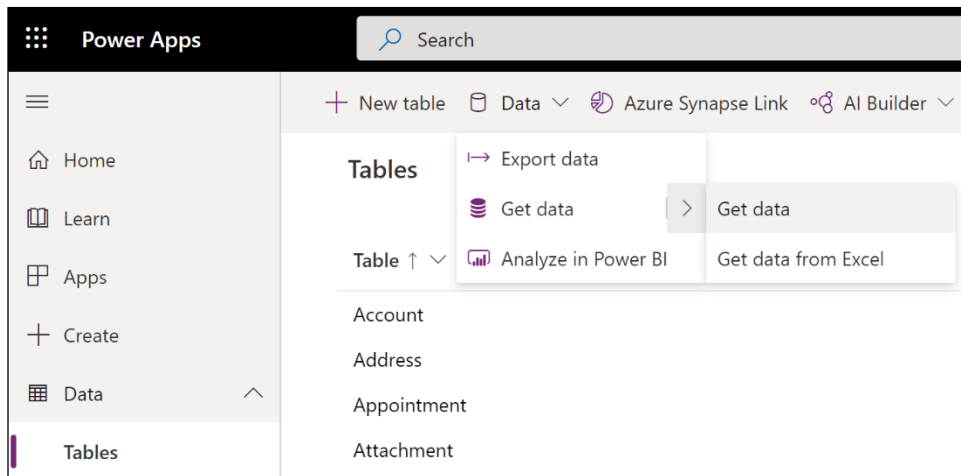 Power Apps
Search
New table
Data
Azure Synapse Link
AI Builder
Home
Learn
Apps
Create
Data
Tables
Tables
Export data
Get data
Get data
Analyze in Power BI
Get data from Excel
Table
Account
Address
Appointment
Attachment